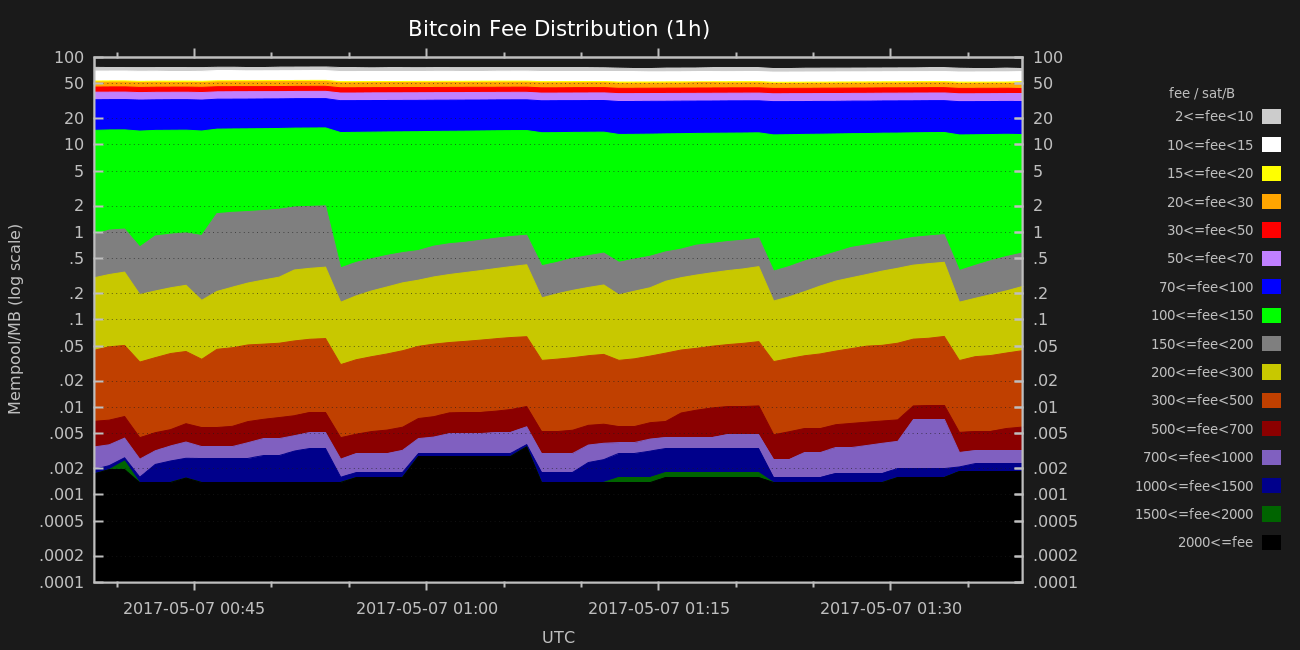 Bitcoin Fee Distribution (1h)
Mempool/MB (log scale)
100
50
20
10
5
2
1
.5
.2
.1
.05
.02
.01
.005
.002
.001
.0005
.0002
.0001
100
50
20
10
5
2
1
.5
.2
.1
.05
.02
.01
.005
.002
.001
.0005
.0002
.0001
fee / sat/B
2<=fee<10
10<=fee<15
15<=fee<20
20<=fee<30
30<=fee<50
50<=fee<70
70<=fee<100
100<=fee<150
150<=fee<200
200<=fee<300
300<=fee<500
500<=fee<700
700<=fee<1000
1000<=fee<1500
1500<=fee<2000
2000<=fee
2017-05-07 00:45
2017-05-07 01:00
2017-05-07 01:15
2017-05-07 01:30
UTC